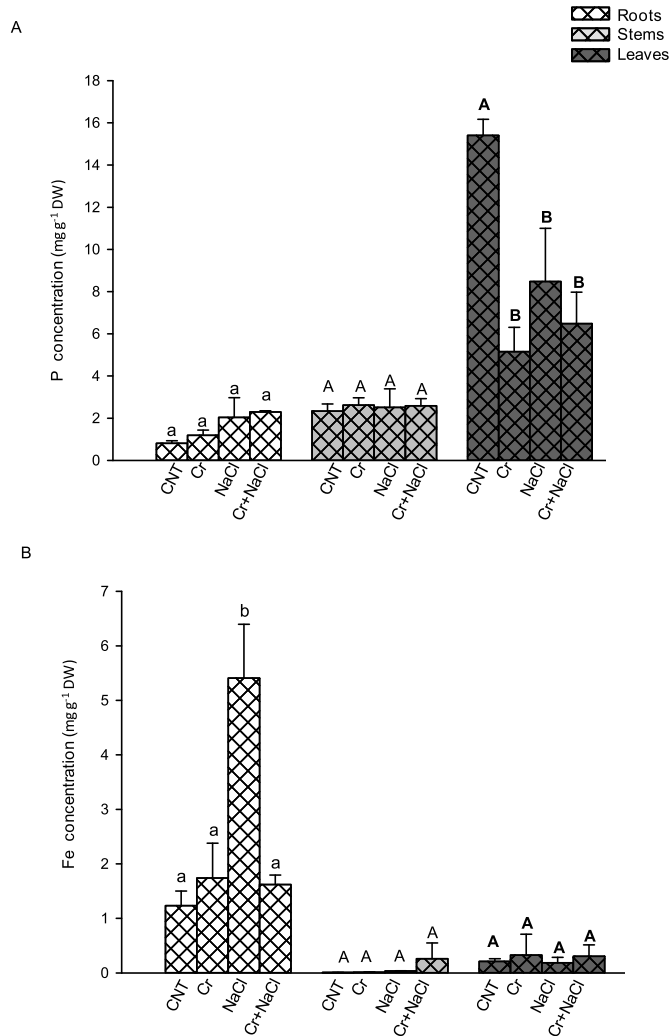 A
Roots
Stems
Leaves
18
16
14
12
10
8
6
4
2
0
P concentration (mg g-1 DW)
a
a
a
a
A
A
A
A
A
B
B
B
CNT
Cr
NaCl
Cr+NaCl
CNT
Cr
NaCl
Cr+NaCl
CNT
Cr
NaCl
Cr+NaCl
B
7
6
5
4
3
2
1
0
Fe concentration (mg g-1 DW)
a
a
b
a
A
A
A
A
A
A
A
A
CNT
Cr
NaCl
Cr+NaCl
CNT
Cr
NaCl
Cr+NaCl
CNT
Cr
NaCl
Cr+NaCl